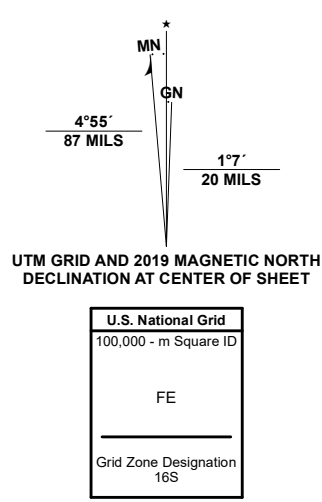 MN
GN
4°55´
87 MILS
1°7´
20 MILS
UTM GRID AND 2019 MAGNETIC NORTH
DECLINATION AT CENTER OF SHEET
U.S. National Grid
100,000 - m Square ID
FE
Grid Zone Designation
16S